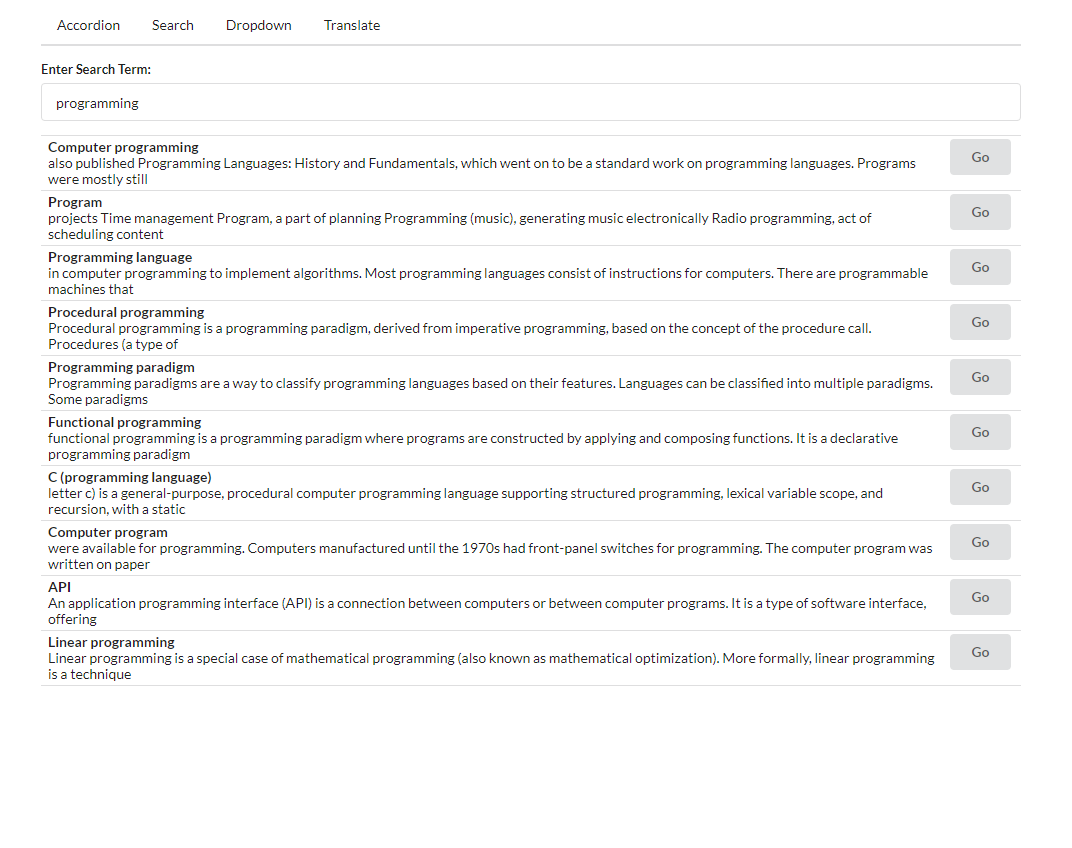 Accordion Search Dropdown Translate
Enter Search Term:
programming
Computer programming
also published Programming Languages: History and Fundamentals, which went on to be a standard work on programming languages. Programs
were mostly still
Go
Program
projects Time management Program, a part of planning Programming (music), generating music electronically Radio programming, act of
scheduling content
Go
Programming language
in computer programming to implement algorithms. Most programming languages consist of instructions for computers. There are programmable
machines that
Go
Procedural programming
Procedural programming is a programming paradigm, derived from imperative programming, based on the concept of the procedure call.
Procedures (a type of
Go
Programming paradigm
Programming paradigms are a way to classify programming languages based on their features. Languages can be classified into multiple paradigms.
Some paradigms
Go
Functional programming
functional programming is a programming paradigm where programs are constructed by applying and composing functions. It is a declarative
programming paradigm
Go
C (programming language)
letter c) is a general-purpose, procedural computer programming language supporting structured programming, lexical variable scope, and
recursion, with a static
Go
Computer program
were available for programming. Computers manufactured until the 1970s had front-panel switches for programming. The computer program was
written on paper
Go
API
An application programming interface (API) is a connection between computers or between computer programs. It is a type of software interface,
offering
Go
Linear programming
Linear programming is a special case of mathematical programming (also known as mathematical optimization). More formally, linear programming
is a technique
Go